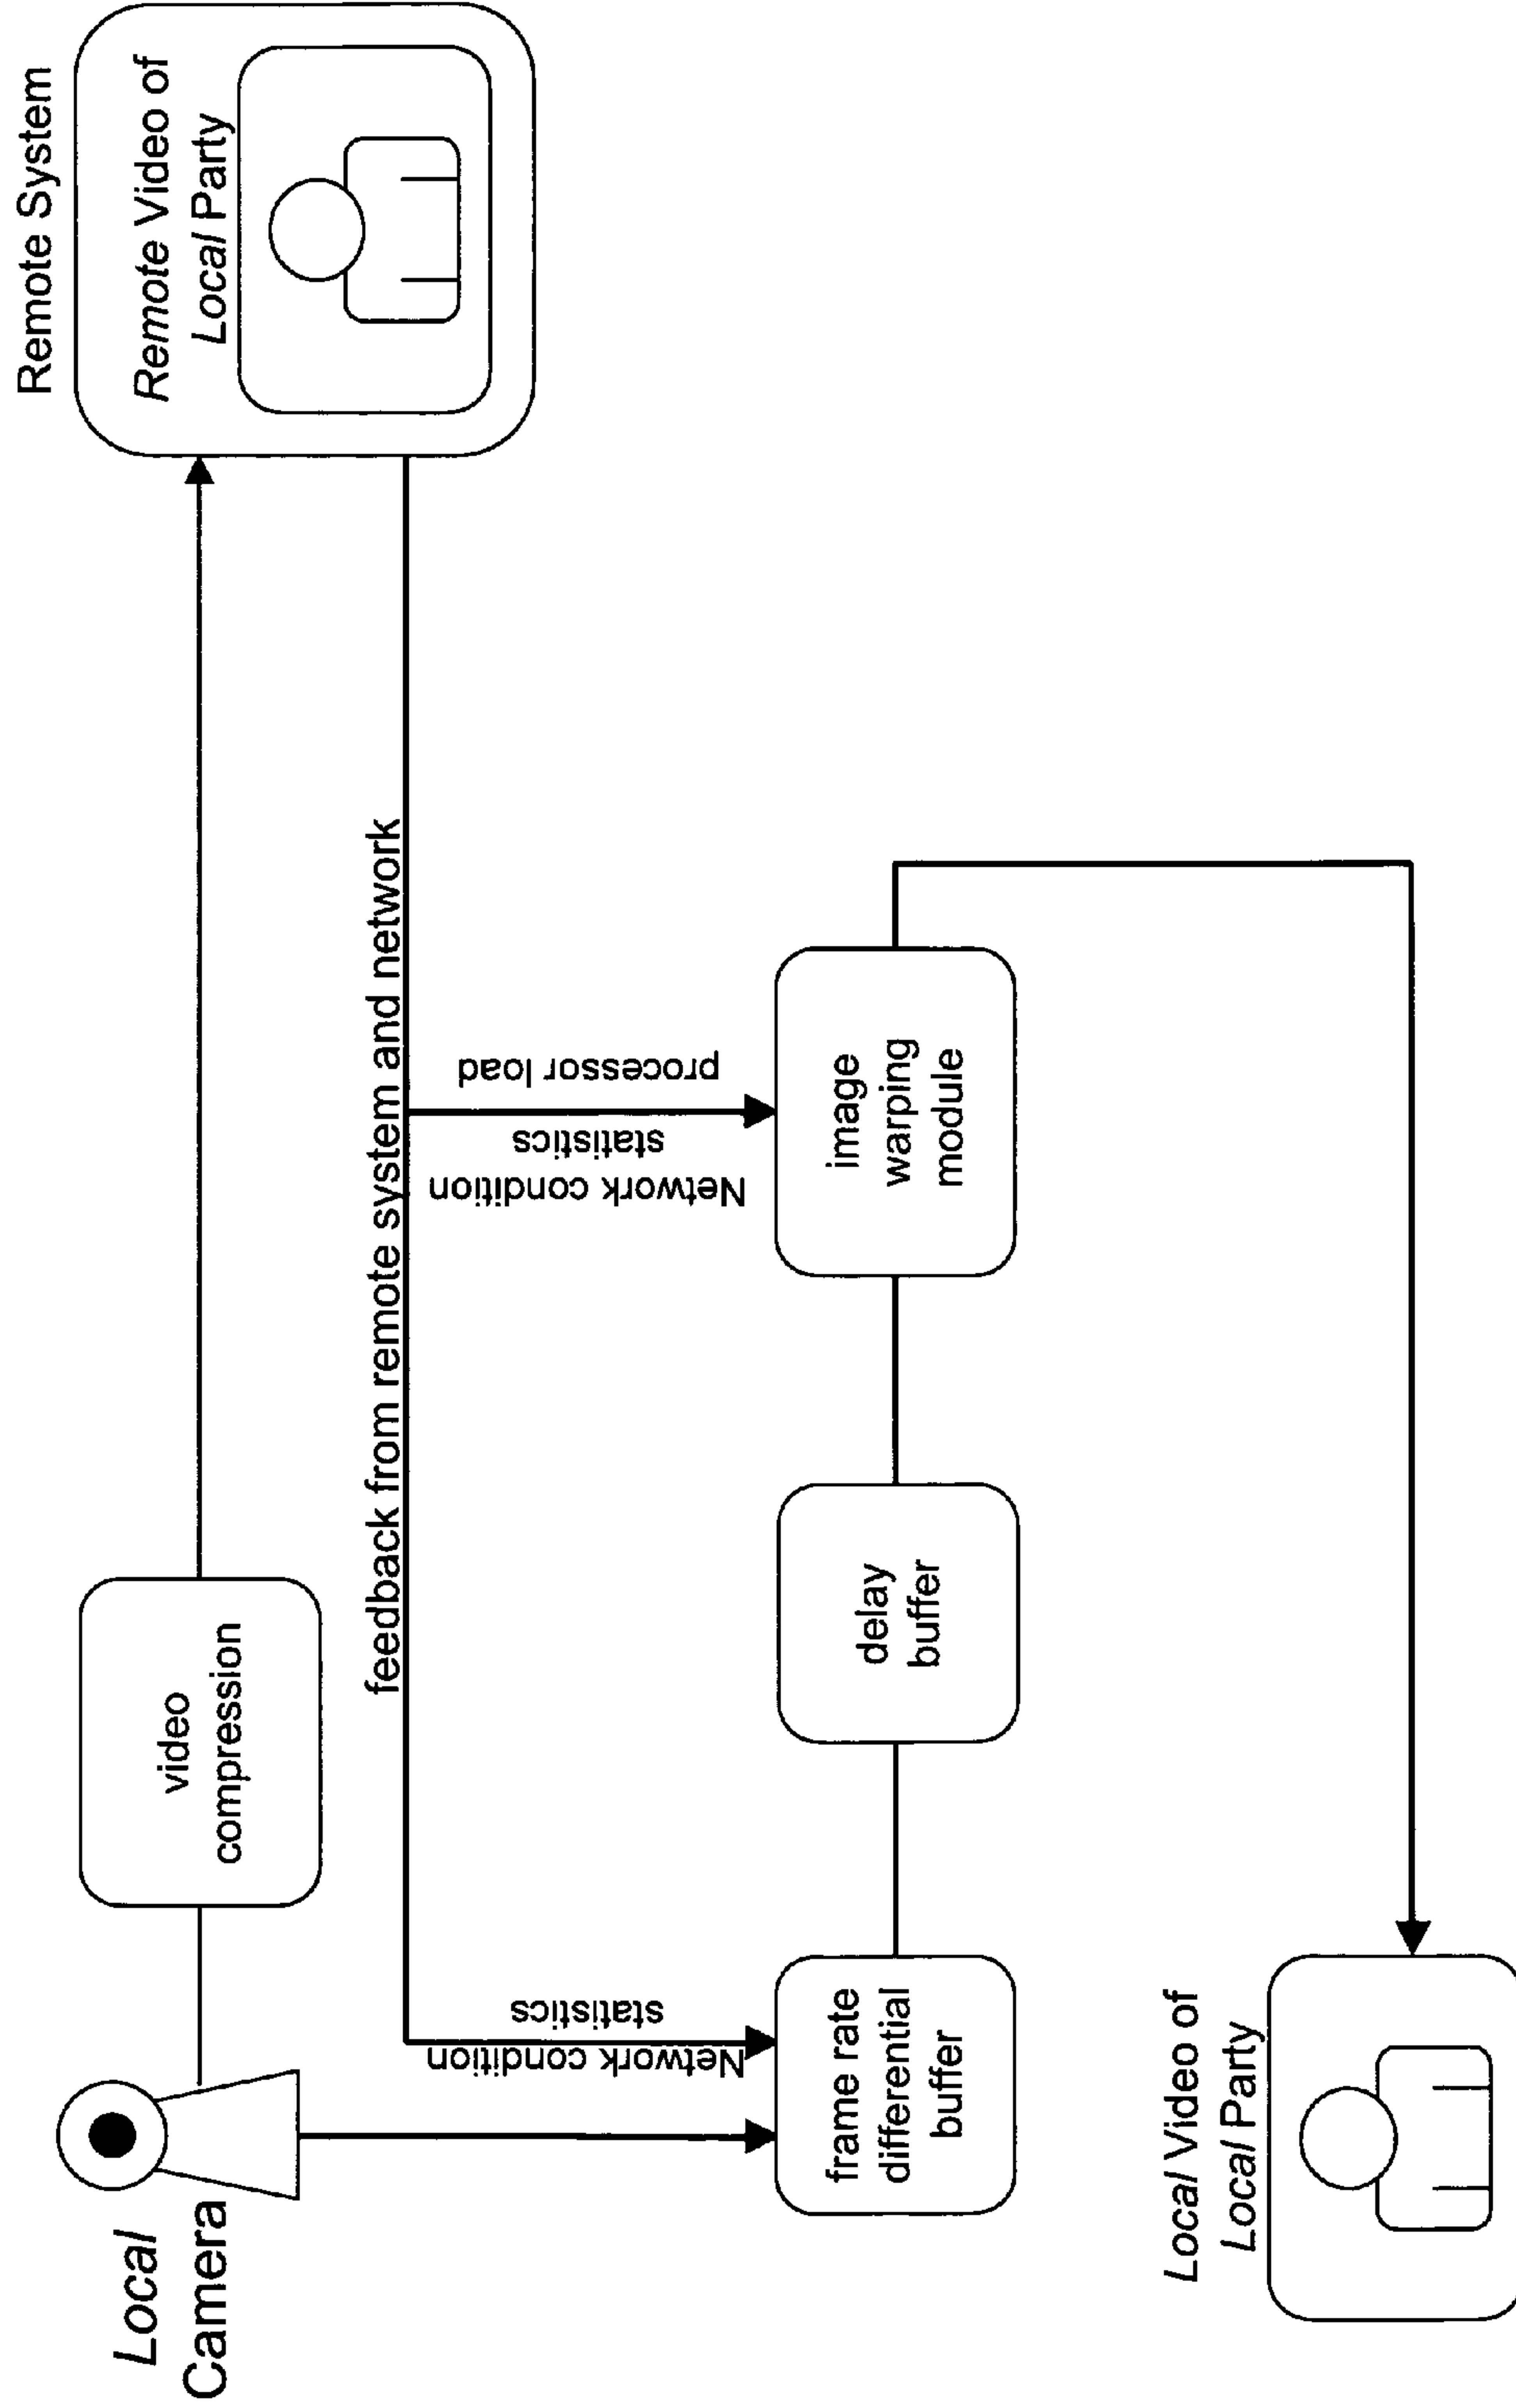 Local
Camera
video
compression
Remote System
Remote Video of
Local Party
feedback from remote system and network
Network condition
statistics
Network condition
statistics
processor load
frame rate
differential
buffer
delay
buffer
image
warping
module
Local Video of
Local Party